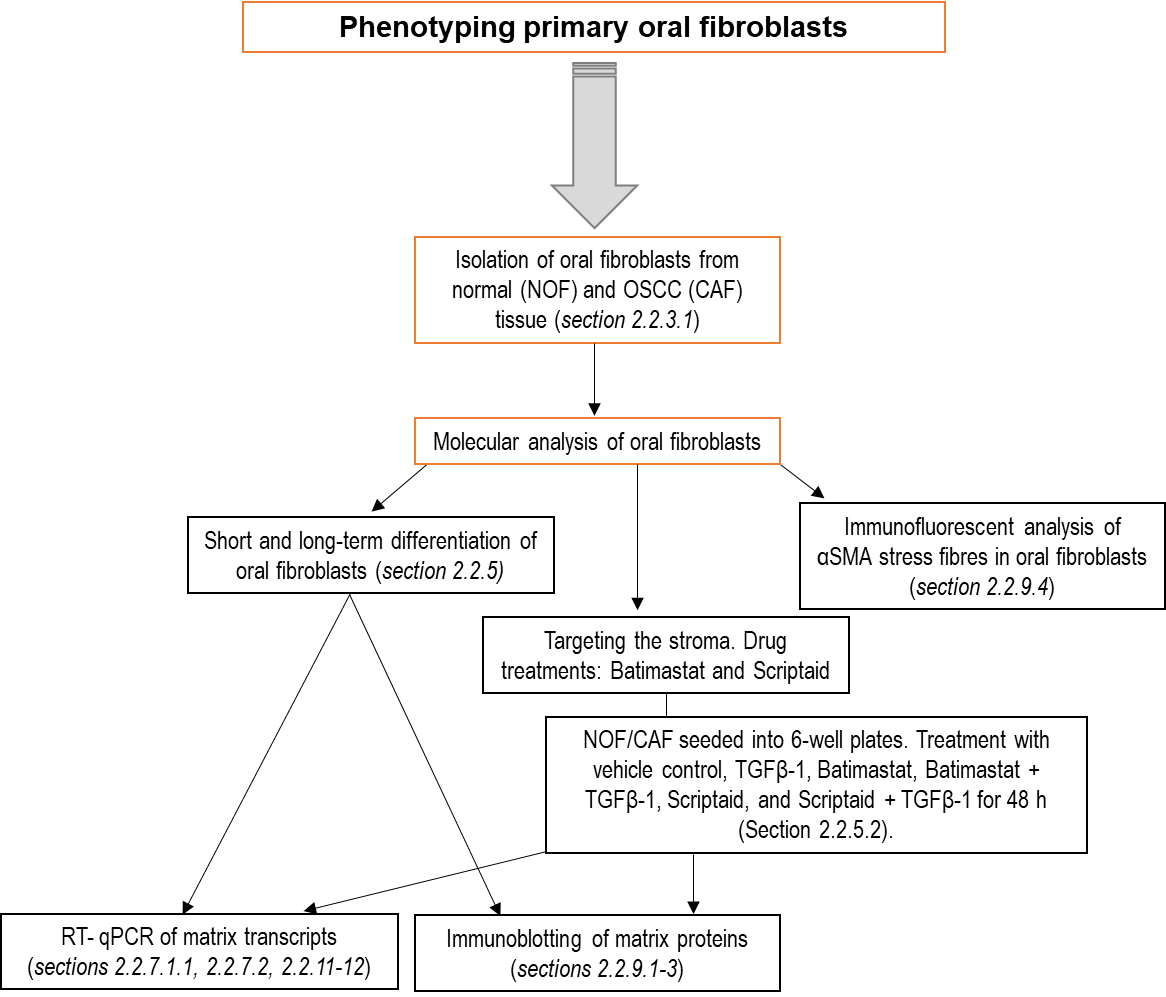 Phenotyping primary oral fibroblasts
Isolation of oral fibroblasts from
normal (NOF) and OSCC (CAF)
tissue (section 2.2.3.1)
Molecular analysis of oral fibroblasts
Short and long-term differentiation of
oral fibroblasts (section 2.2.5)
Immunofluorescent analysis of
αSMA stress fibres in oral fibroblasts
(section 2.2.9.4)
Targeting the stroma. Drug
treatments: Batimastat and Scriptaid
NOF/CAF seeded into 6-well plates. Treatment with
vehicle control, TGFβ-1, Batimastat, Batimastat +
TGFβ-1, Scriptaid, and Scriptaid + TGFβ-1 for 48 h
(Section 2.2.5.2).
RT- qPCR of matrix transcripts
(sections 2.2.7.1.1, 2.2.7.2, 2.2.11-12)
Immunoblotting of matrix proteins
(sections 2.2.9.1-3)